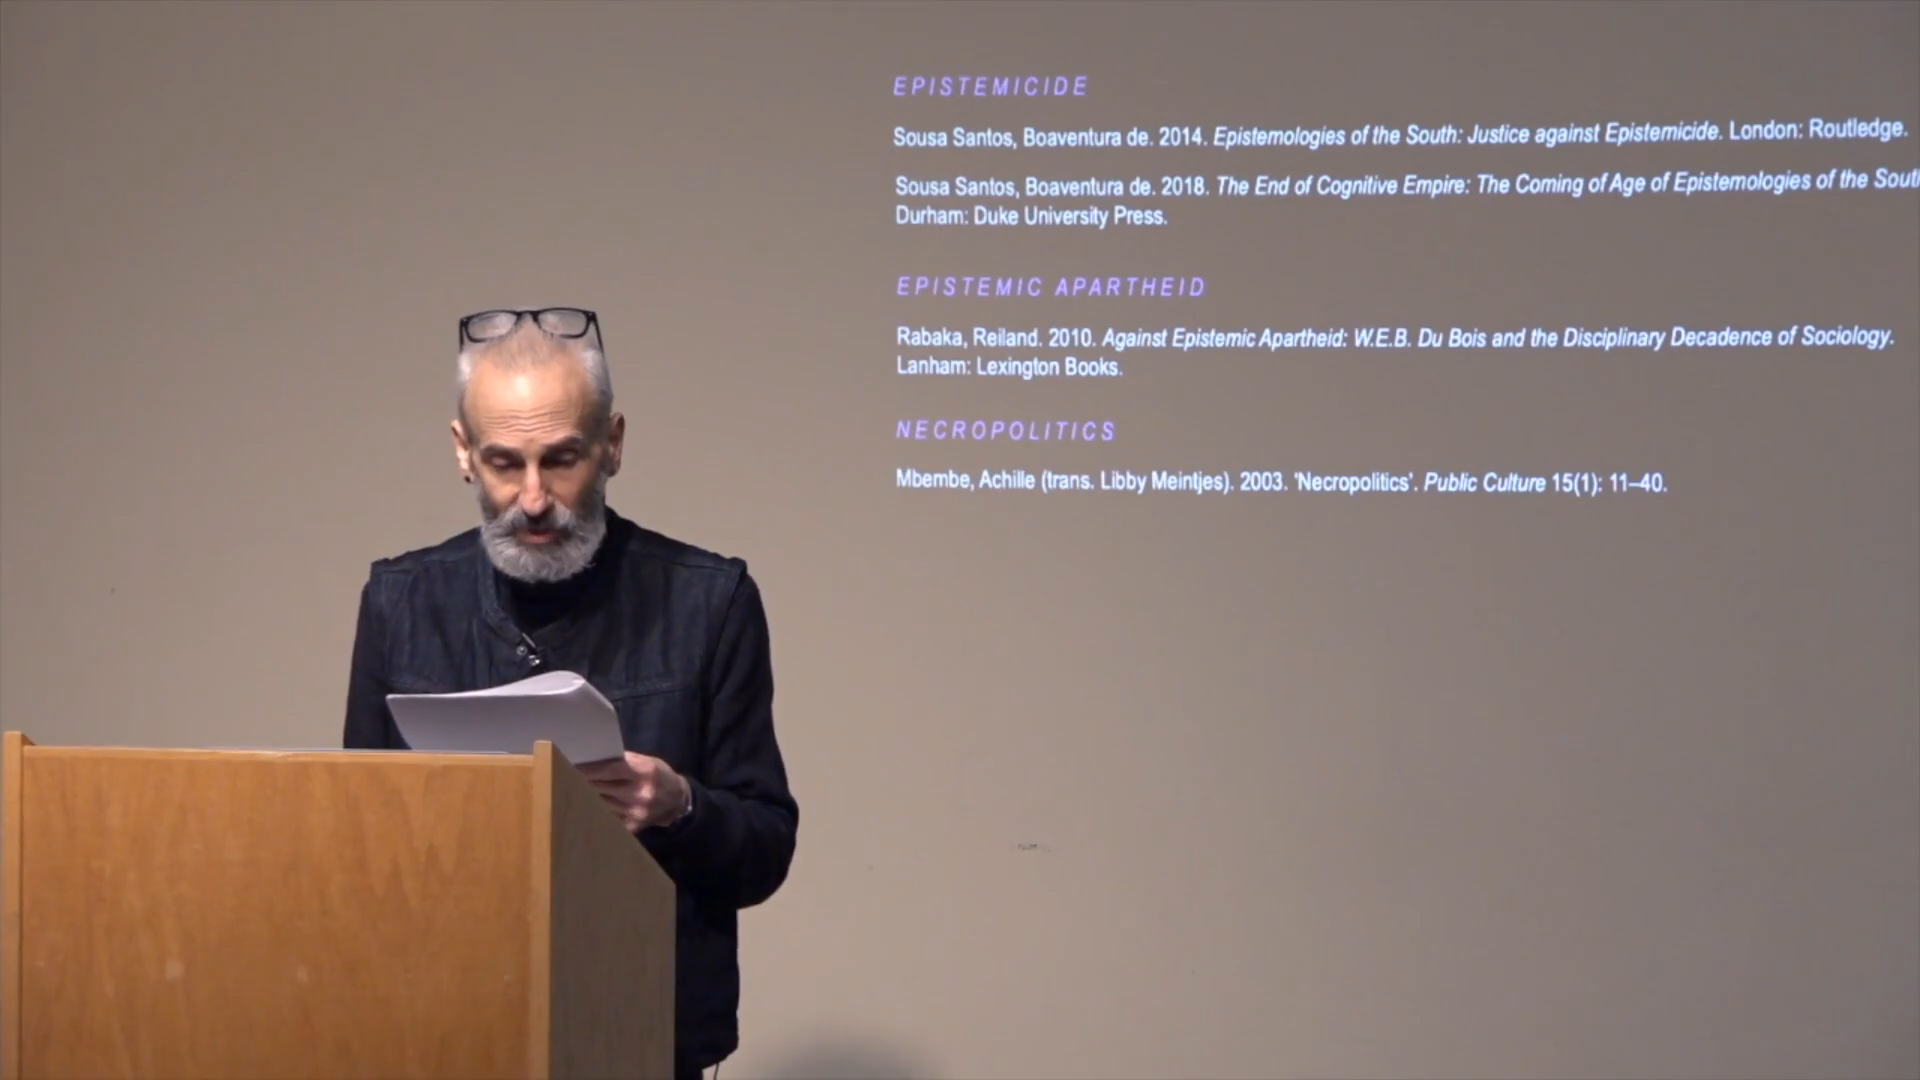 EPISTEMICIDE
Sousa Santos, Boaventura de. 2014. Epistemologies of the South: Justice against Epistemicide. London: Routledge.
Sousa Santos, Boaventura de. 2018. The End of Cognitive Empire: The Coming of Age of Epistemologies of the
Durham: Duke University Press.
EPISTEMIC APARTHEID
Rabaka, Reiland. 2010. Against Epistemic Apartheid: W.E.B. Du Bois and the Disciplinary Decadence of Sociology.
Lanham: Lexington Books.
NECROPOLITICS
Mbembe, Achille (trans. Libby Meintjes). 2003. 'Necropolitics'. Public Culture 15(1): 11–40.